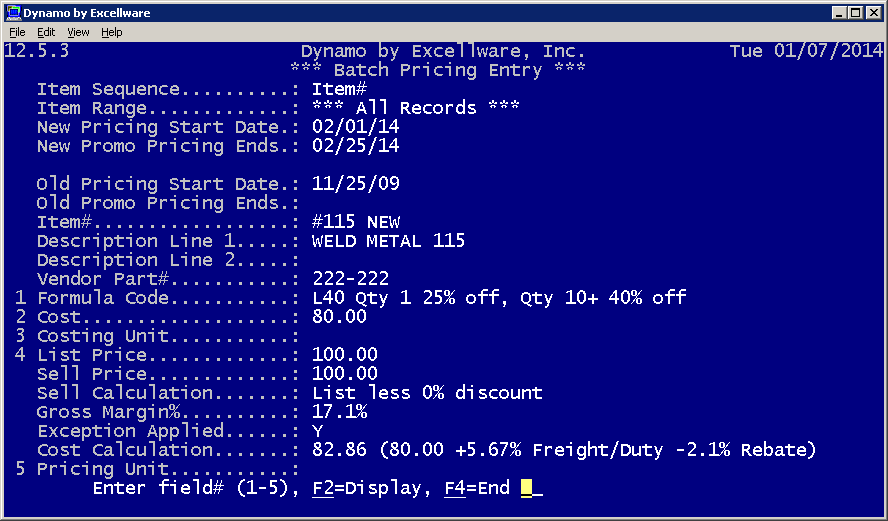 Dynamo by Excellware
File Edit View Help
12.5.3 Dynamo by Excellware, Inc. Tue 01/07/2014
*** Batch Pricing Entry ***
Item Sequence..........: Item#
Item Range.............: *** All Records ***
New Pricing Start Date.: 02/01/14
New Promo Pricing Ends.: 02/25/14
Old Pricing Start Date.: 11/25/09
Old Promo Pricing Ends.:
Item#..................: #115 NEW
Description Line 1.....: WELD METAL 115
Description Line 2.....:
Vendor Part#...........: 222-222
1 Formula Code...........: L40 Qty 1 25% off, Qty 10+ 40% off
2 Cost...................: 80.00
3 Costing Unit...........:
4 List Price.............: 100.00
Sell Price.............: 100.00
Sell Calculation.......: List less 0% discount
Gross Margin%..........: 17.1%
Exception Applied......: Y
Cost Calculation.......: 82.86 (80.00 +5.67% Freight/Duty -2.1% Rebate)
5 Pricing Unit...........:
Enter field# (1-5), F2=Display, F4=End